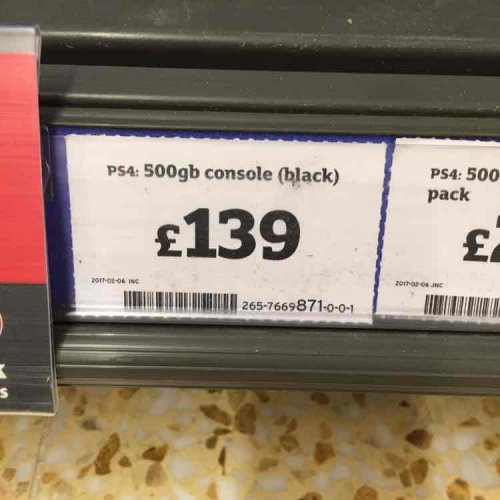 PS4: 500gb console (black)
£139
2017-02-06 .INC
265-7669871-0-0-1
PS4: 500
pack
£2
2017-02-06 .INC